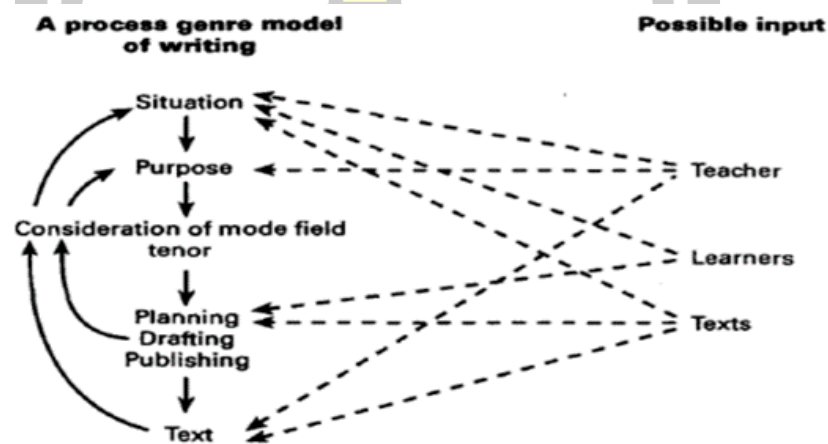 A process genre model
of writing
Possible input
Situation
Purpose
Teacher
Consideration of mode field
tenor
Learners
Planning
Drafting
Publishing
Texts
Text